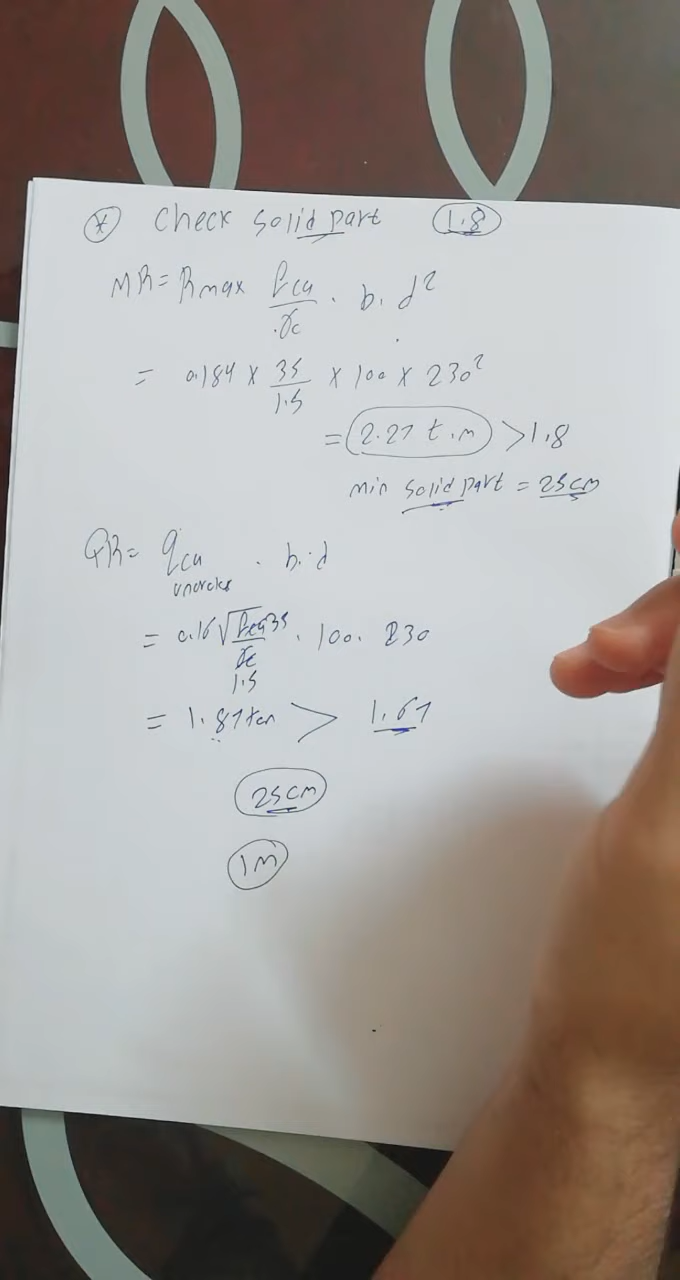 * Check solid part 1.8
MR = Rmax fcu/γc . b . d²
= 0.184 × 35/1.5 × 100 × 230²
= 2.27 t.m > 1.8
min solid part = 25cm
QR = qcu . b . d
= 0.16 √ fcu 35/γc 1.5 . 100 . 230
= 1.87 ton > 1.67
25cm
1m